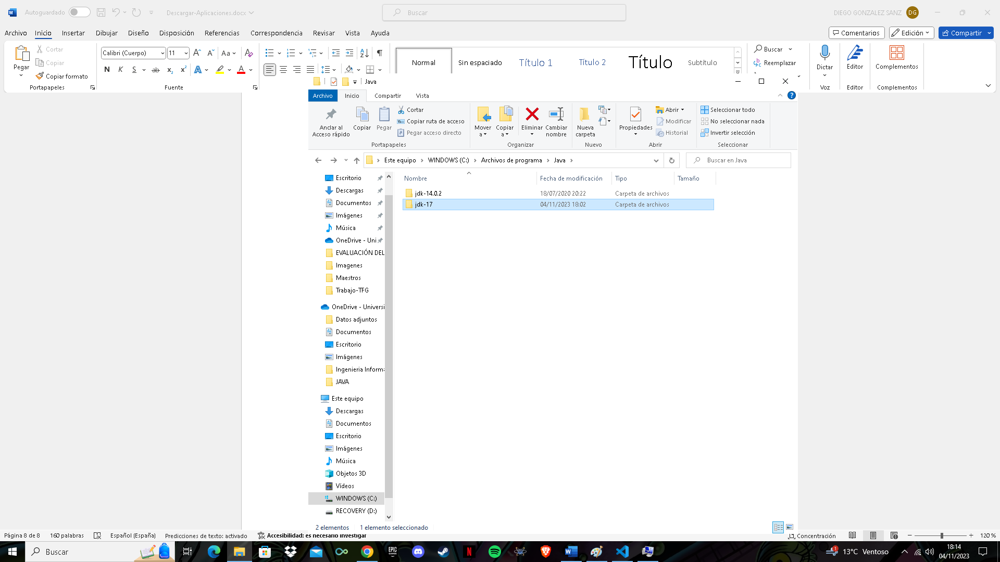 Autoguardado
Descargar-Aplicaciones.docx
Buscar
DIEGO GONZALEZ SANZ
DG
Archivo
Inicio
Insertar
Dibujar
Diseño
Disposición
Referencias
Correspondencia
Revisar
Vista
Ayuda
Comentarios
Edición
Compartir
Pegar
Cortar
Copiar
Copiar formato
Portapapeles
Calibri (Cuerpo)
11
Fuente
Normal
Sin espaciado
Título 1
Título 2
Título
Subtítulo
Buscar
Reemplazar
Dictar
Voz
Editor
Editor
Complementos
Complementos
Java
Archivo
Inicio
Compartir
Vista
Anclar al
Acceso rápido
Copiar
Pegar
Cortar
Copiar ruta de acceso
Pegar acceso directo
Portapapeles
Mover
a
Copiar
a
Eliminar
Cambiar
nombre
Organizar
Nueva
carpeta
Nuevo
Propiedades
Abrir
Modificar
Historial
Abrir
Seleccionar todo
No seleccionar nada
Invertir selección
Seleccionar
Este equipo
WINDOWS (C:)
Archivos de programa
Java
Buscar en Java
Nombre
Fecha de modificación
Tipo
Tamaño
jdk-14.0.2
18/07/2020 20:22
Carpeta de archivos
jdk-17
04/11/2023 18:02
Carpeta de archivos
Escritorio
Descargas
Documentos
Imágenes
Música
OneDrive - Uni
EVALUACIÓN DEL
Imagenes
Maestros
Trabajo-TFG
OneDrive - Universi
Datos adjuntos
Documentos
Escritorio
Imágenes
Ingenieria Informa
JAVA
Este equipo
Descargas
Documentos
Escritorio
Imágenes
Música
Objetos 3D
Vídeos
WINDOWS (C:)
RECOVERY (D:)
2 elementos
1 elemento seleccionado
Página 8 de 8
160 palabras
Español (España)
Predicciones de texto: activado
Accesibilidad: es necesario investigar
Concentración
120 %
Buscar
EPIC
GAMES
1
13°C Ventoso
18:14
04/11/2023